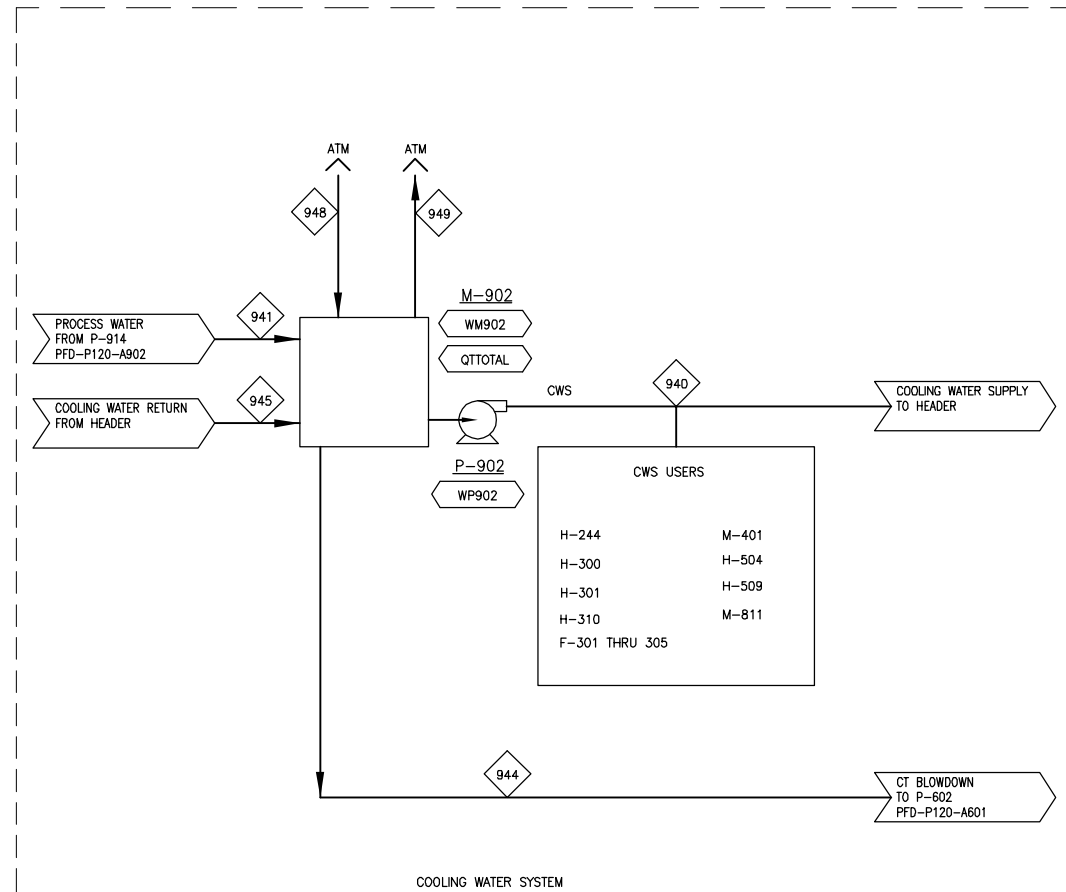 ATM
ATM
948
949
M-902
WM902
QTTOTAL
PROCESS WATER
FROM P-914
PFD-P120-A902
941
COOLING WATER RETURN
FROM HEADER
945
CWS
940
COOLING WATER SUPPLY
TO HEADER
P-902
WP902
CWS USERS
H-244
H-300
H-301
H-310
F-301 THRU 305
M-401
H-504
H-509
M-811
944
CT BLOWDOWN
TO P-602
PFD-P120-A601
COOLING WATER SYSTEM